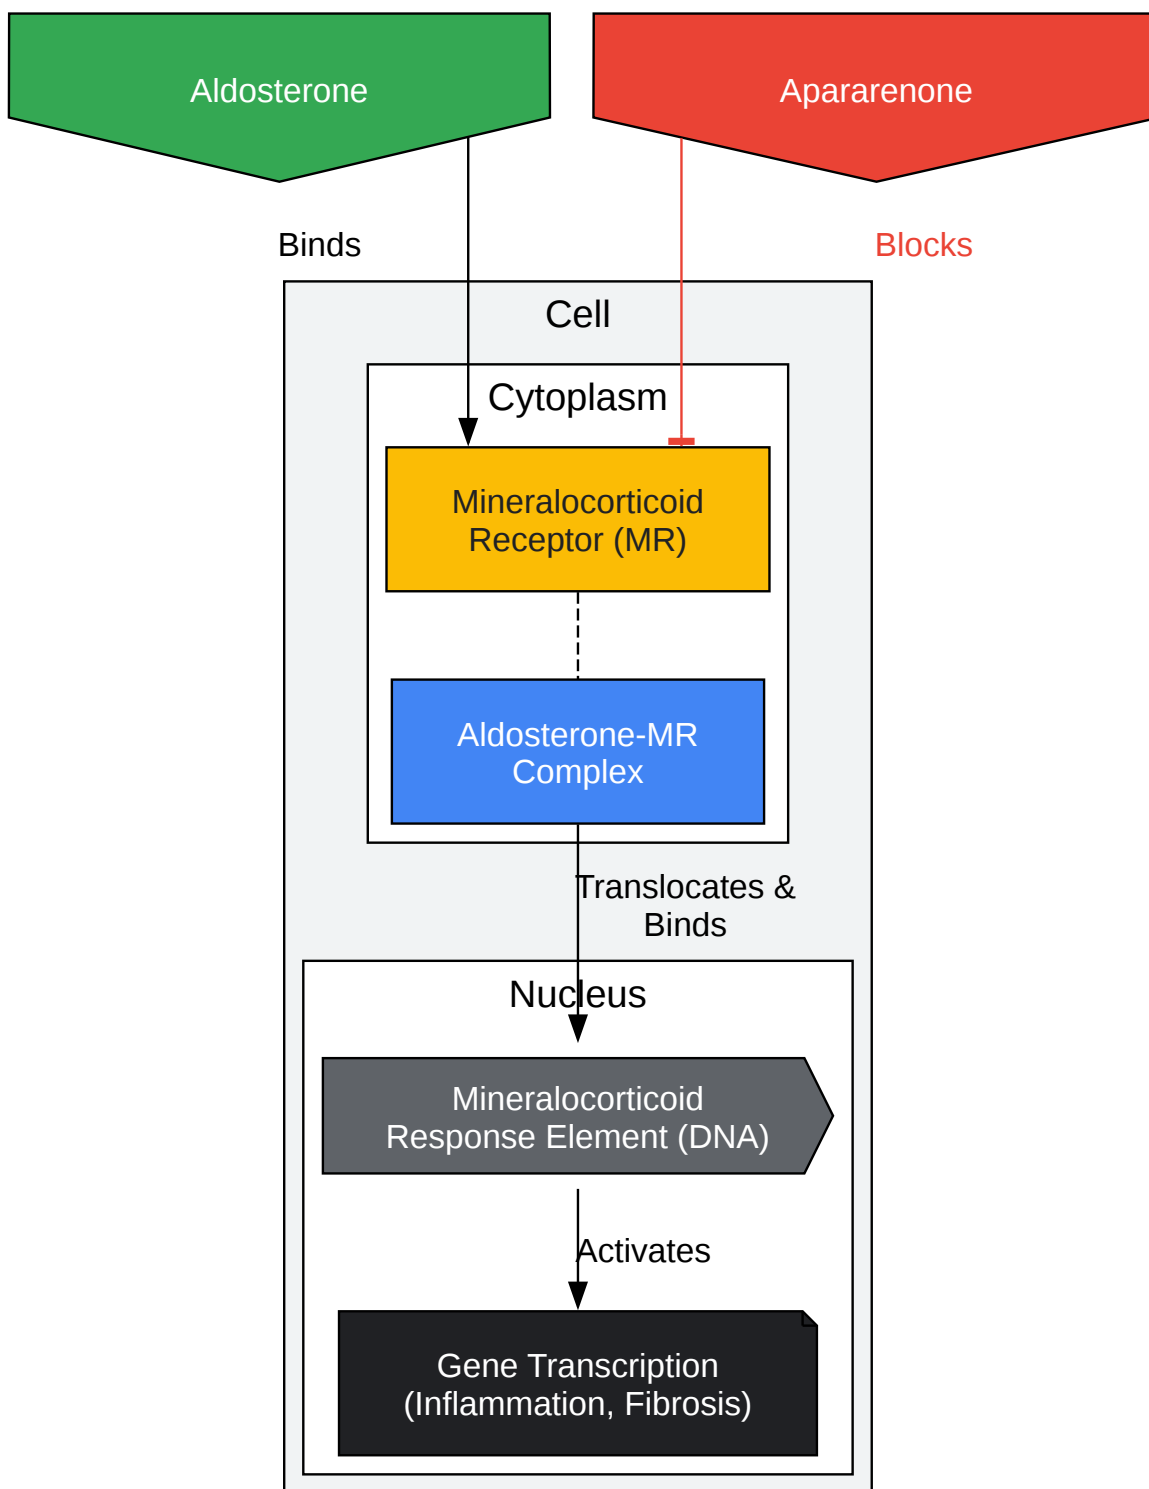 Aldosterone
Apararenone
Binds
Blocks
Cell
Cytoplasm
Mineralocorticoid
Receptor (MR)
Aldosterone-MR
Complex
Translocates &
Binds
Nucleus
Mineralocorticoid
Response Element (DNA)
Activates
Gene Transcription
(Inflammation, Fibrosis)